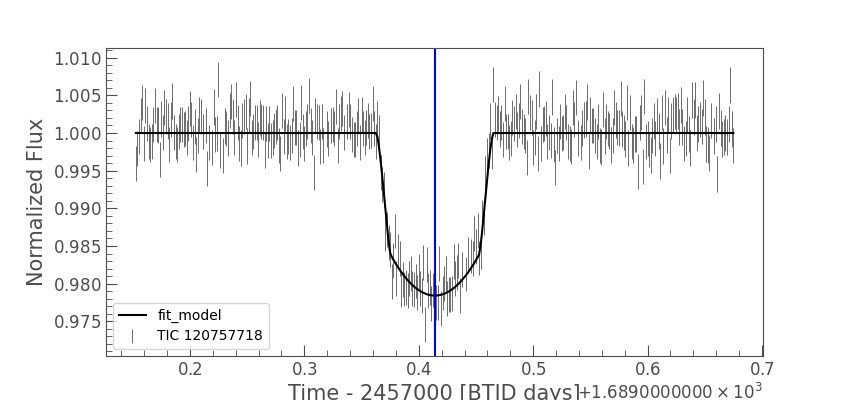 1.010
1.005
1.000
0.995
0.990
0.985
0.980
0.975
Normalized Flux
fit_model
TIC 120757718
0.2 0.3 0.4 0.5 0.6 0.7
Time - 2457000 [BTJD days]
+1.6890000000 × 10³